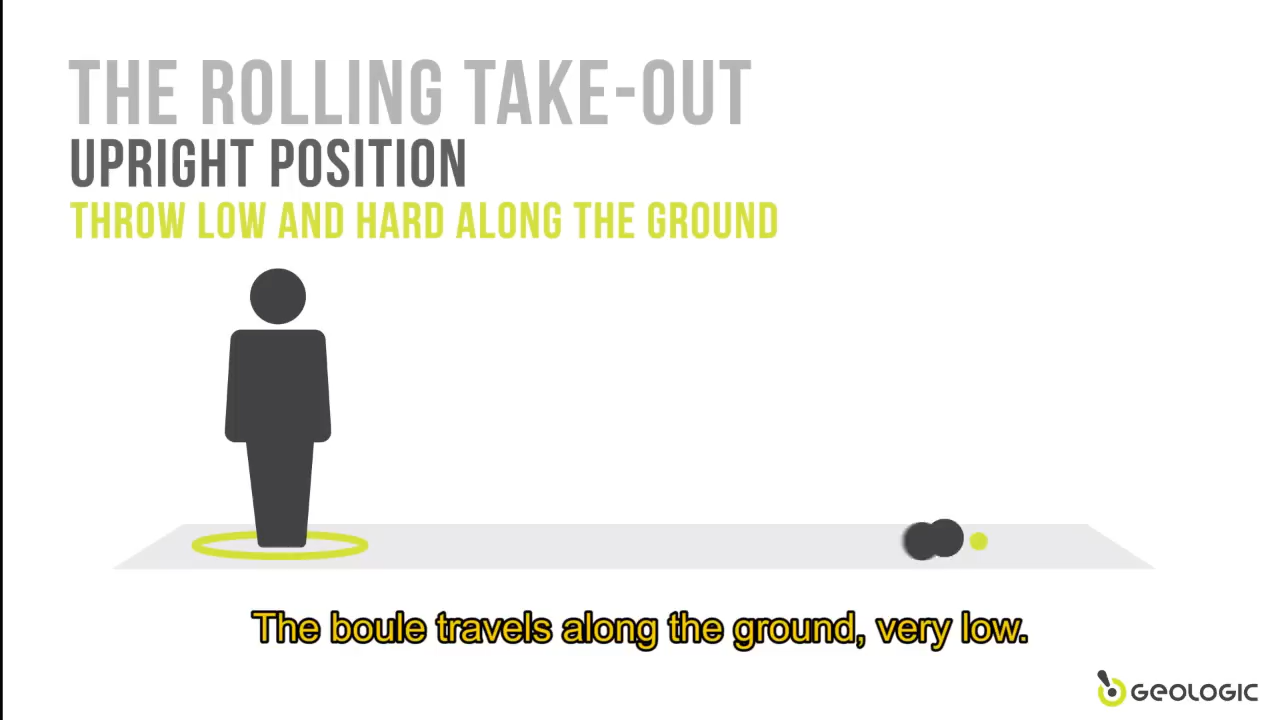 THE ROLLING TAKE-OUT
UPRIGHT POSITION
THROW LOW AND HARD ALONG THE GROUND
The boule travels along the ground, very low.
GEOLOGIC